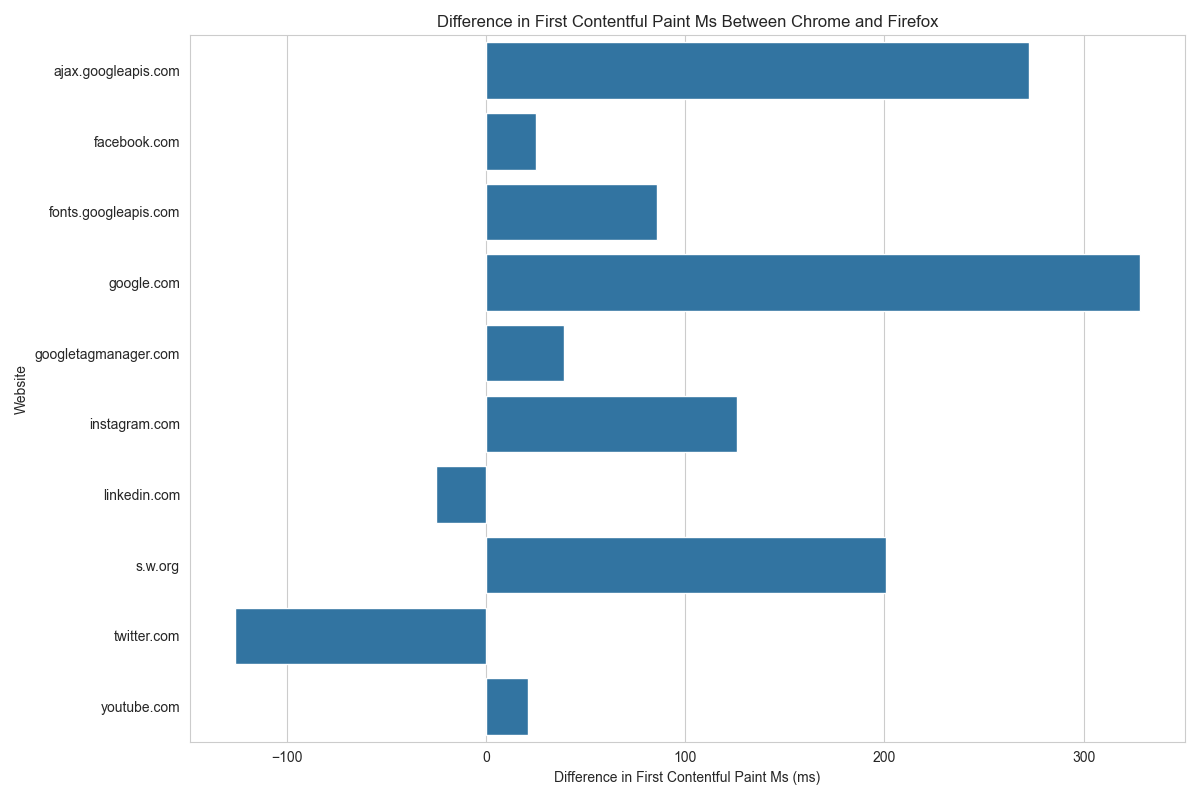 Difference in First Contentful Paint Ms Between Chrome and Firefox
ajax.googleapis.com
facebook.com
fonts.googleapis.com
google.com
googletagmanager.com
instagram.com
linkedin.com
s.w.org
twitter.com
youtube.com
Website
−100
0
100
200
300
Difference in First Contentful Paint Ms (ms)